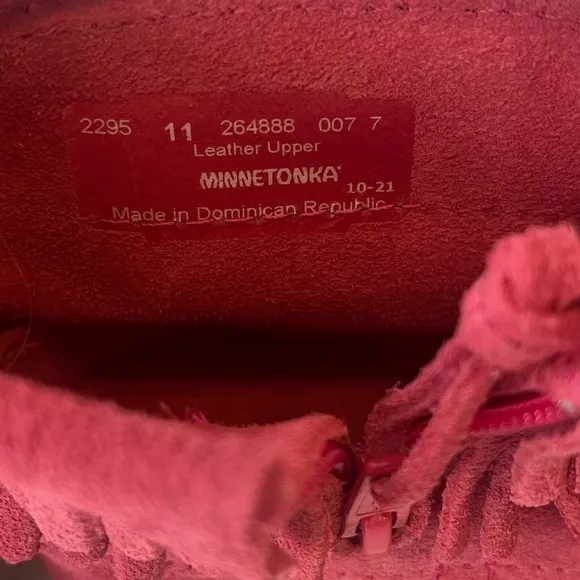 2295 11 264888 007 7
Leather Upper
MINNETONKA
10-21
Made in Dominican Republic